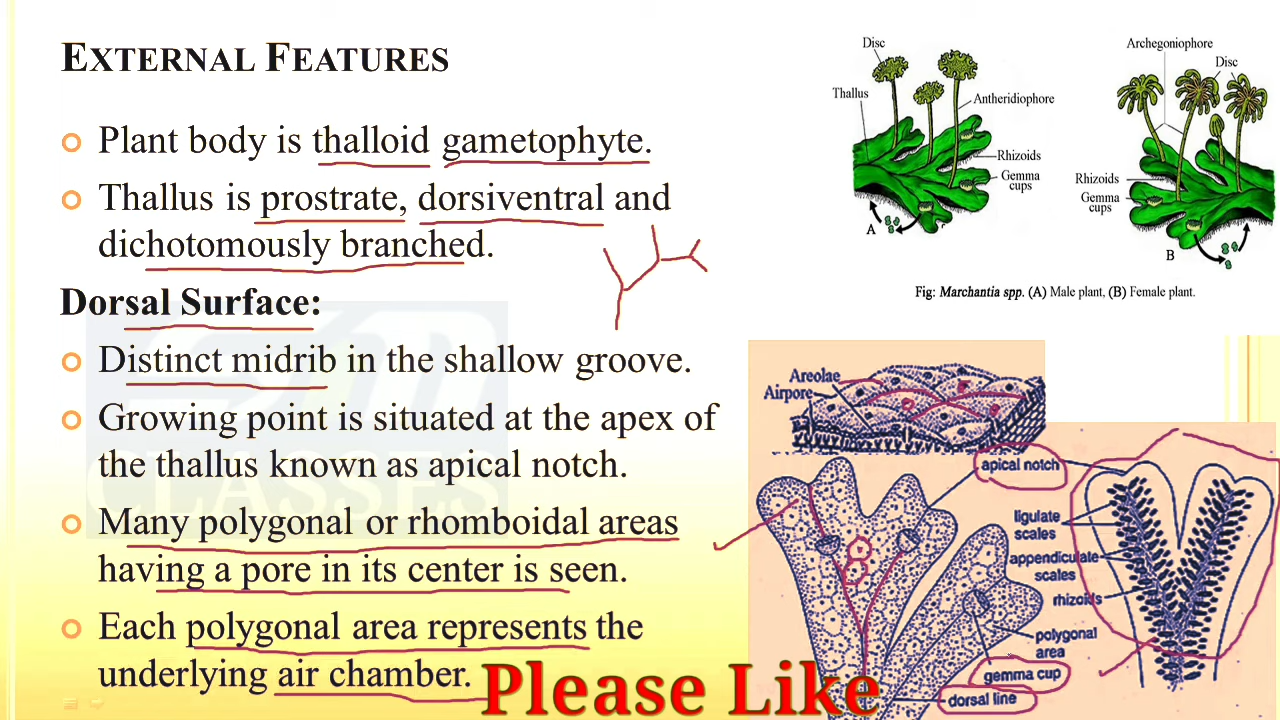 EXTERNAL FEATURES
Plant body is thalloid gametophyte.
Thallus is prostrate, dorsiventral and
dichotomously branched.
Dorsal Surface:
Distinct midrib in the shallow groove.
Growing point is situated at the apex of
the thallus known as apical notch.
Many polygonal or rhomboidal areas
having a pore in its center is seen.
Each polygonal area represents the
underlying air chamber.
Disc
Thallus
Antheridiophore
Rhizoids
Gemma
cups
A
Archegoniophore
Disc
Rhizoids
Gemma
cups
B
Fig: Marchantia spp. (A) Male plant, (B) Female plant.
Areolae
Airpore
apical notch
ligulate
scales
appendiculate
scales
rhizoids
polygonal
area
gemma cup
dorsal line
CLASSES
Please Like